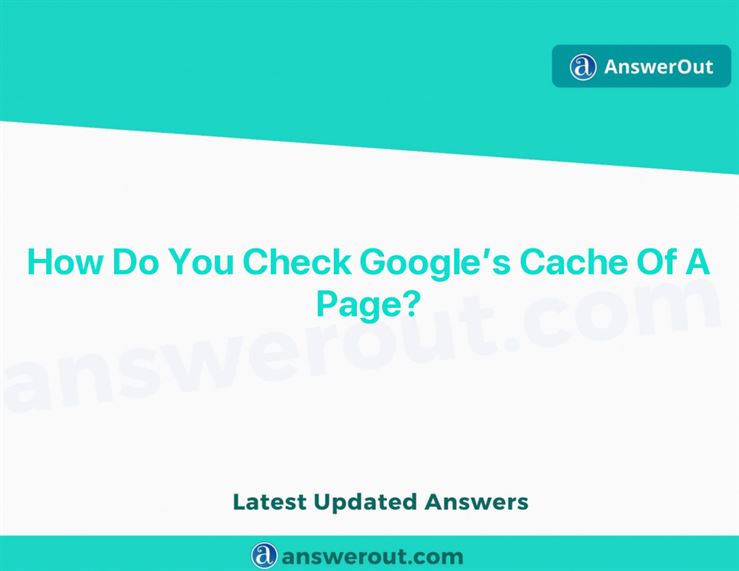 AnswerOut
How Do You Check Google’s Cache Of A
Page?
answerout.com
Latest Updated Answers
answerout.com